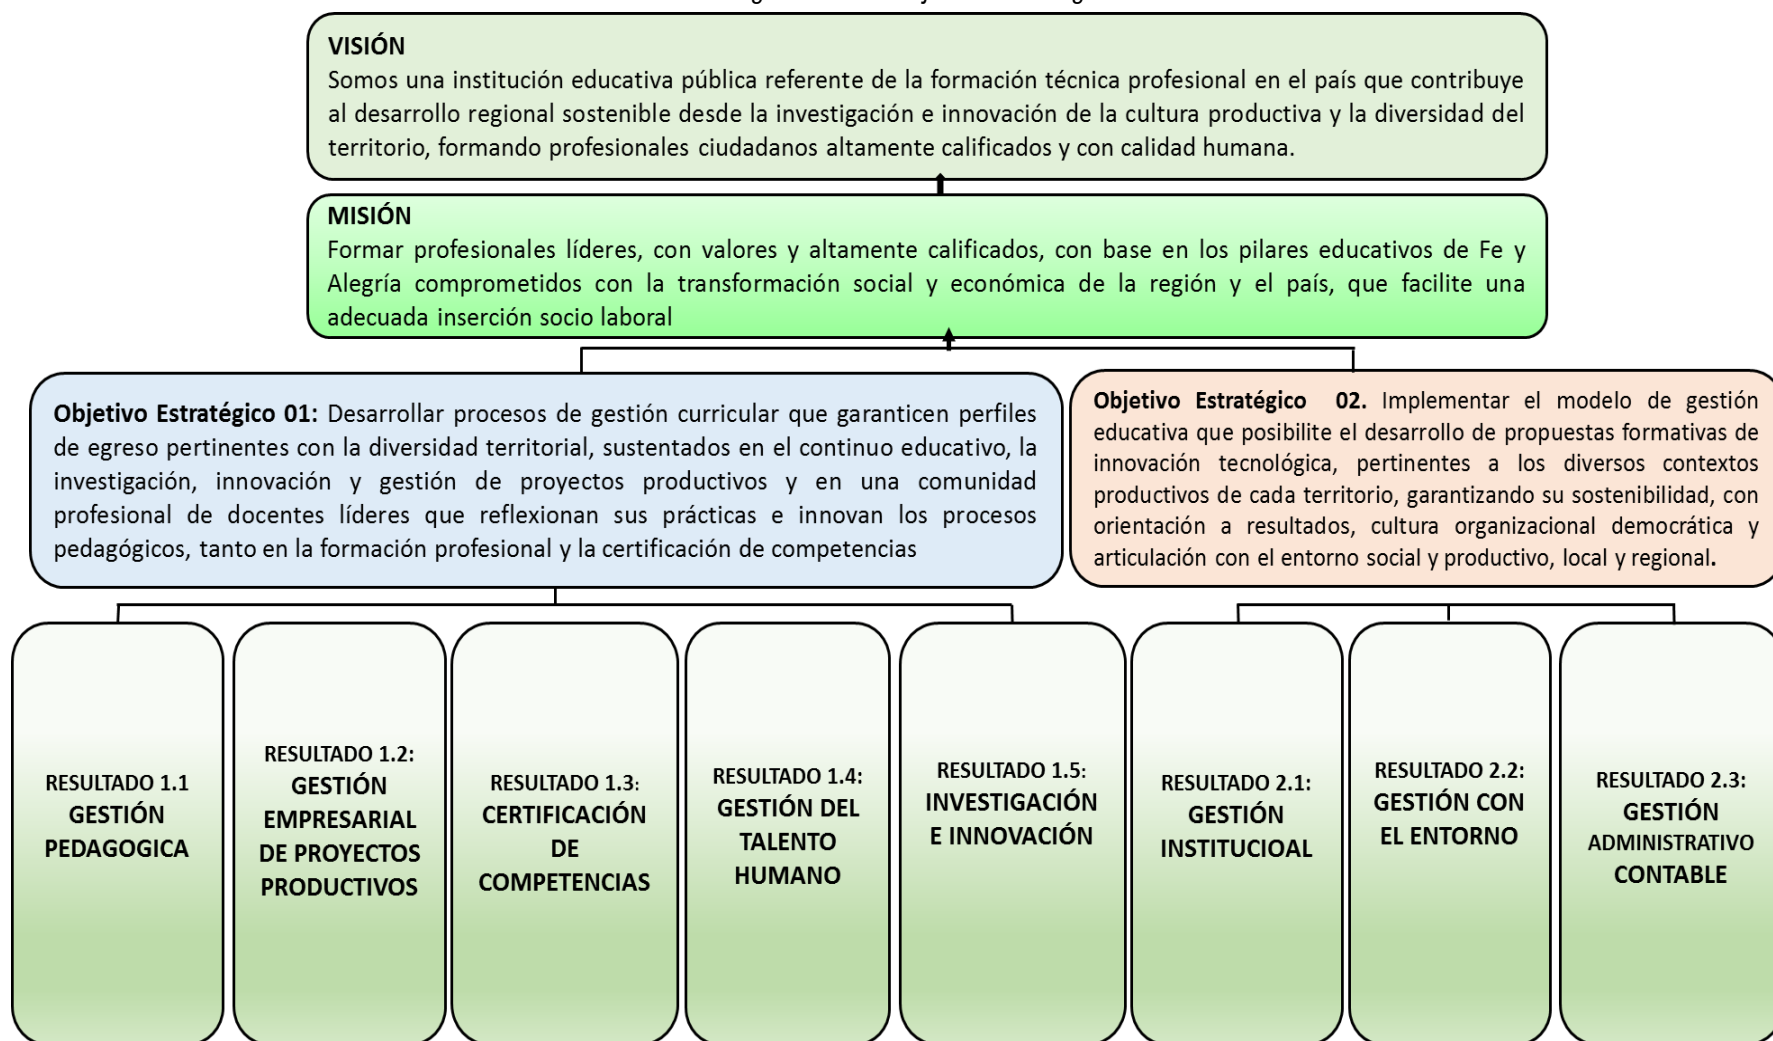 VISIÓN
Somos una institución educativa pública referente de la formación técnica profesional en el país que contribuye
al desarrollo regional sostenible desde la investigación e innovación de la cultura productiva y la diversidad del
territorio, formando profesionales ciudadanos altamente calificados y con calidad humana.
MISIÓN
Formar profesionales líderes, con valores y altamente calificados, con base en los pilares educativos de Fe y
Alegría comprometidos con la transformación social y económica de la región y el país, que facilite una
adecuada inserción socio laboral
Objetivo Estratégico 01: Desarrollar procesos de gestión curricular que garanticen perfiles
de egreso pertinentes con la diversidad territorial, sustentados en el continuo educativo, la
investigación, innovación y gestión de proyectos productivos y en una comunidad
profesional de docentes líderes que reflexionan sus prácticas e innovan los procesos
pedagógicos, tanto en la formación profesional y la certificación de competencias
Objetivo Estratégico 02. Implementar el modelo de gestión
educativa que posibilite el desarrollo de propuestas formativas de
innovación tecnológica, pertinentes a los diversos contextos
productivos de cada territorio, garantizando su sostenibilidad, con
orientación a resultados, cultura organizacional democrática y
articulación con el entorno social y productivo, local y regional.
RESULTADO 1.1
GESTIÓN
PEDAGOGICA
RESULTADO 1.2:
GESTIÓN
EMPRESARIAL
DE PROYECTOS
PRODUCTIVOS
RESULTADO 1.3:
CERTIFICACIÓN
DE
COMPETENCIAS
RESULTADO 1.4:
GESTIÓN DEL
TALENTO
HUMANO
RESULTADO 1.5:
INVESTIGACIÓN
E INNOVACIÓN
RESULTADO 2.1:
GESTIÓN
INSTITUCIOAL
RESULTADO 2.2:
GESTIÓN CON
EL ENTORNO
RESULTADO 2.3:
GESTIÓN
ADMINISTRATIVO
CONTABLE